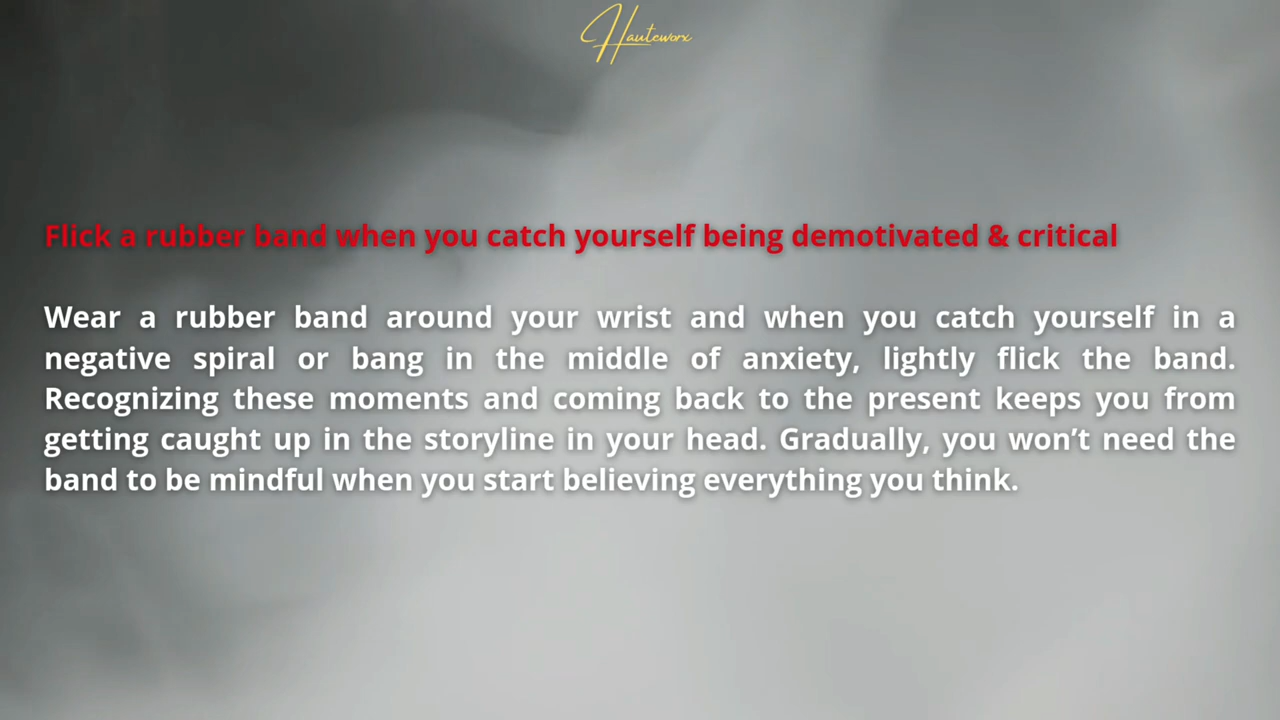 Hauteworx
Flick a rubber band when you catch yourself being demotivated & critical
Wear a rubber band around your wrist and when you catch yourself in a
negative spiral or bang in the middle of anxiety, lightly flick the band.
Recognizing these moments and coming back to the present keeps you from
getting caught up in the storyline in your head. Gradually, you won’t need the
band to be mindful when you start believing everything you think.